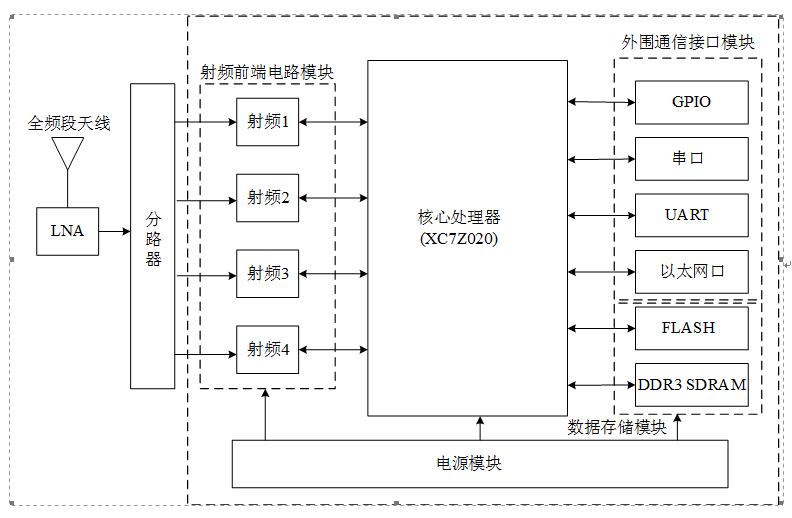 外围通信接口模块
射频前端电路模块
GPIO
全频段天线
射频1
串口
射频2
LNA
分路器
核心处理器
(XC7Z020)
UART
射频3
以太网口
射频4
FLASH
DDR3 SDRAM
数据存储模块
电源模块